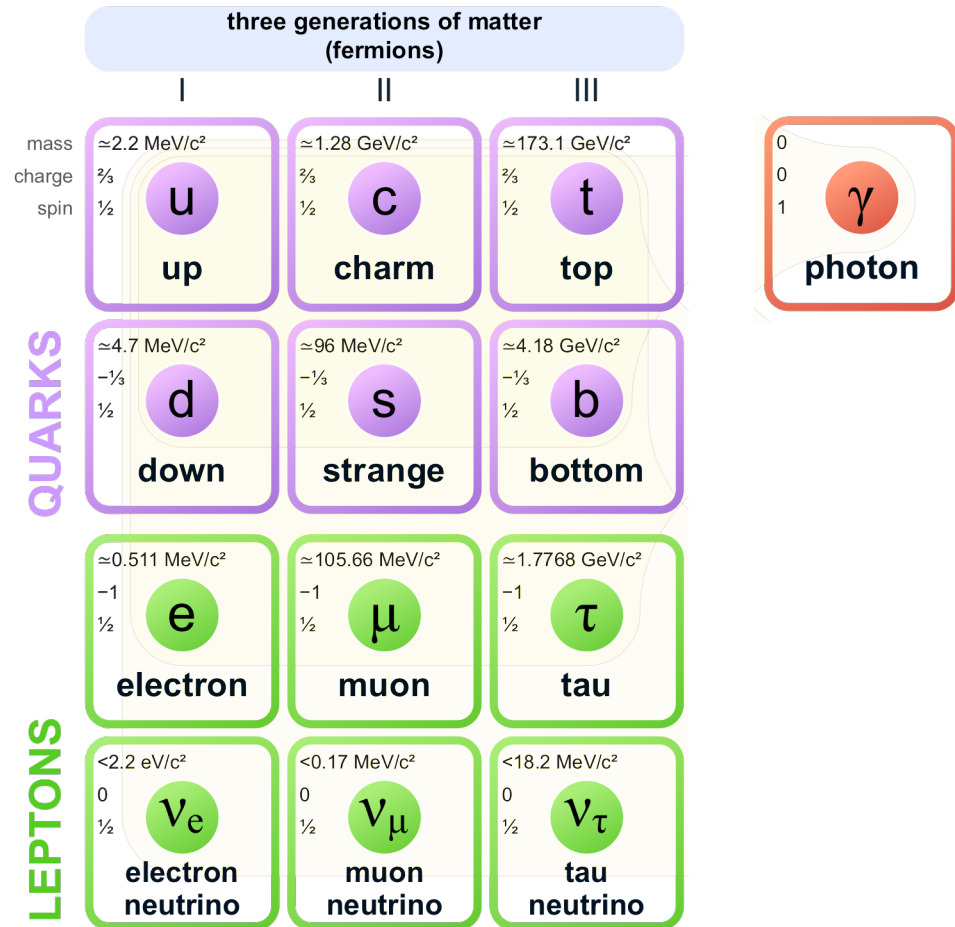 three generations of matter
(fermions)
I II III
mass
charge
spin
≃2.2 MeV/c²
⅔
½
u
up
≃1.28 GeV/c²
⅔
½
c
charm
≃173.1 GeV/c²
⅔
½
t
top
0
0
1
γ
photon
QUARKS
≃4.7 MeV/c²
−⅓
½
d
down
≃96 MeV/c²
−⅓
½
s
strange
≃4.18 GeV/c²
−⅓
½
b
bottom
≃0.511 MeV/c²
−1
½
e
electron
≃105.66 MeV/c²
−1
½
μ
muon
≃1.7768 GeV/c²
−1
½
τ
tau
LEPTONS
<2.2 eV/c²
0
½
νe
electron
neutrino
<0.17 MeV/c²
0
½
νμ
muon
neutrino
<18.2 MeV/c²
0
½
ντ
tau
neutrino